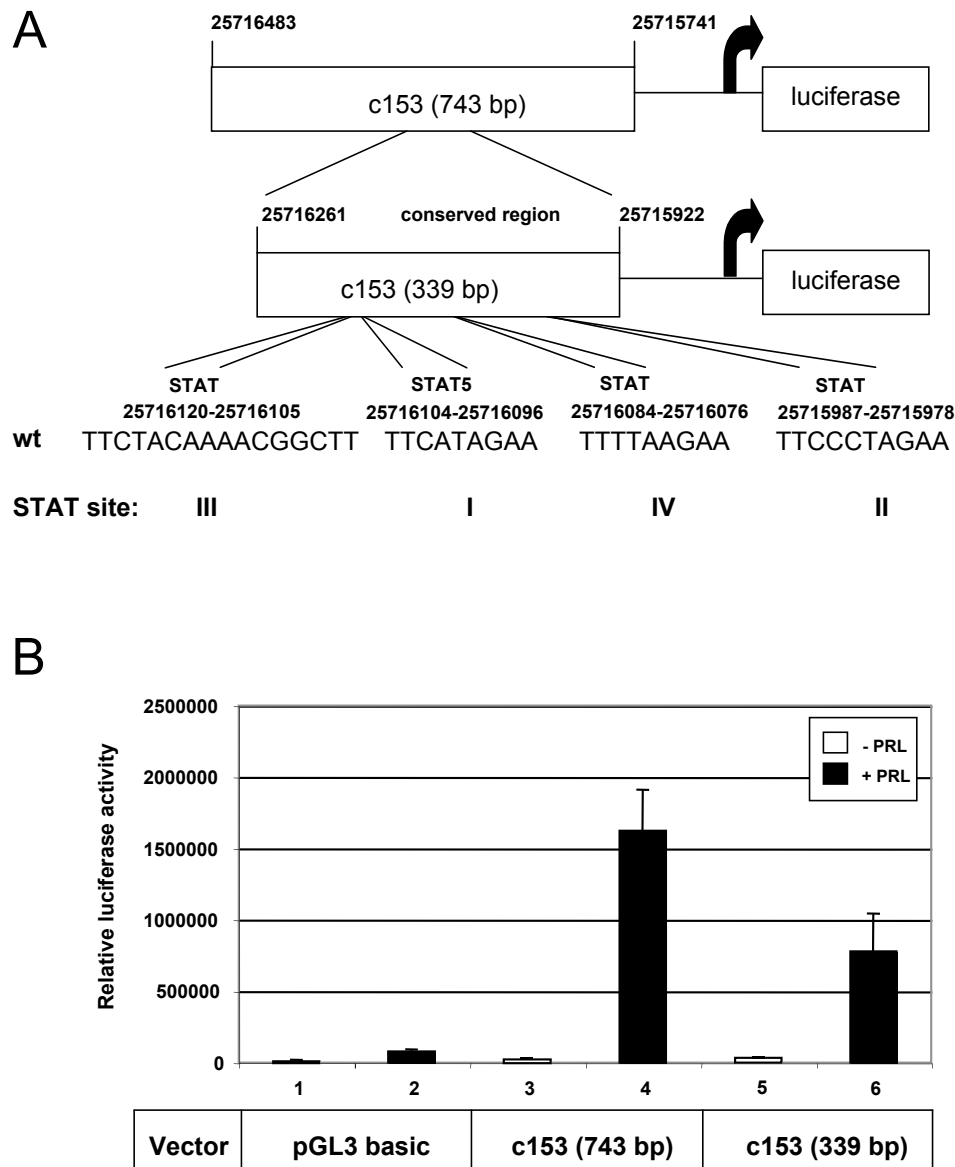 A
25716483
25715741
c153 (743 bp)
luciferase
25716261
conserved region
25715922
c153 (339 bp)
luciferase
STAT
STAT5
STAT
STAT
25716120-25716105
25716104-25716096
25716084-25716076
25715987-25715978
wt
TTCTACAAAACGGCTT
TTCATAGAA
TTTTAAGAA
TTCCCTAGAA
STAT site:
III
I
IV
II
B
Relative luciferase activity
2500000
2000000
1500000
1000000
500000
0
- PRL
+ PRL
1
2
3
4
5
6
Vector
pGL3 basic
c153 (743 bp)
c153 (339 bp)